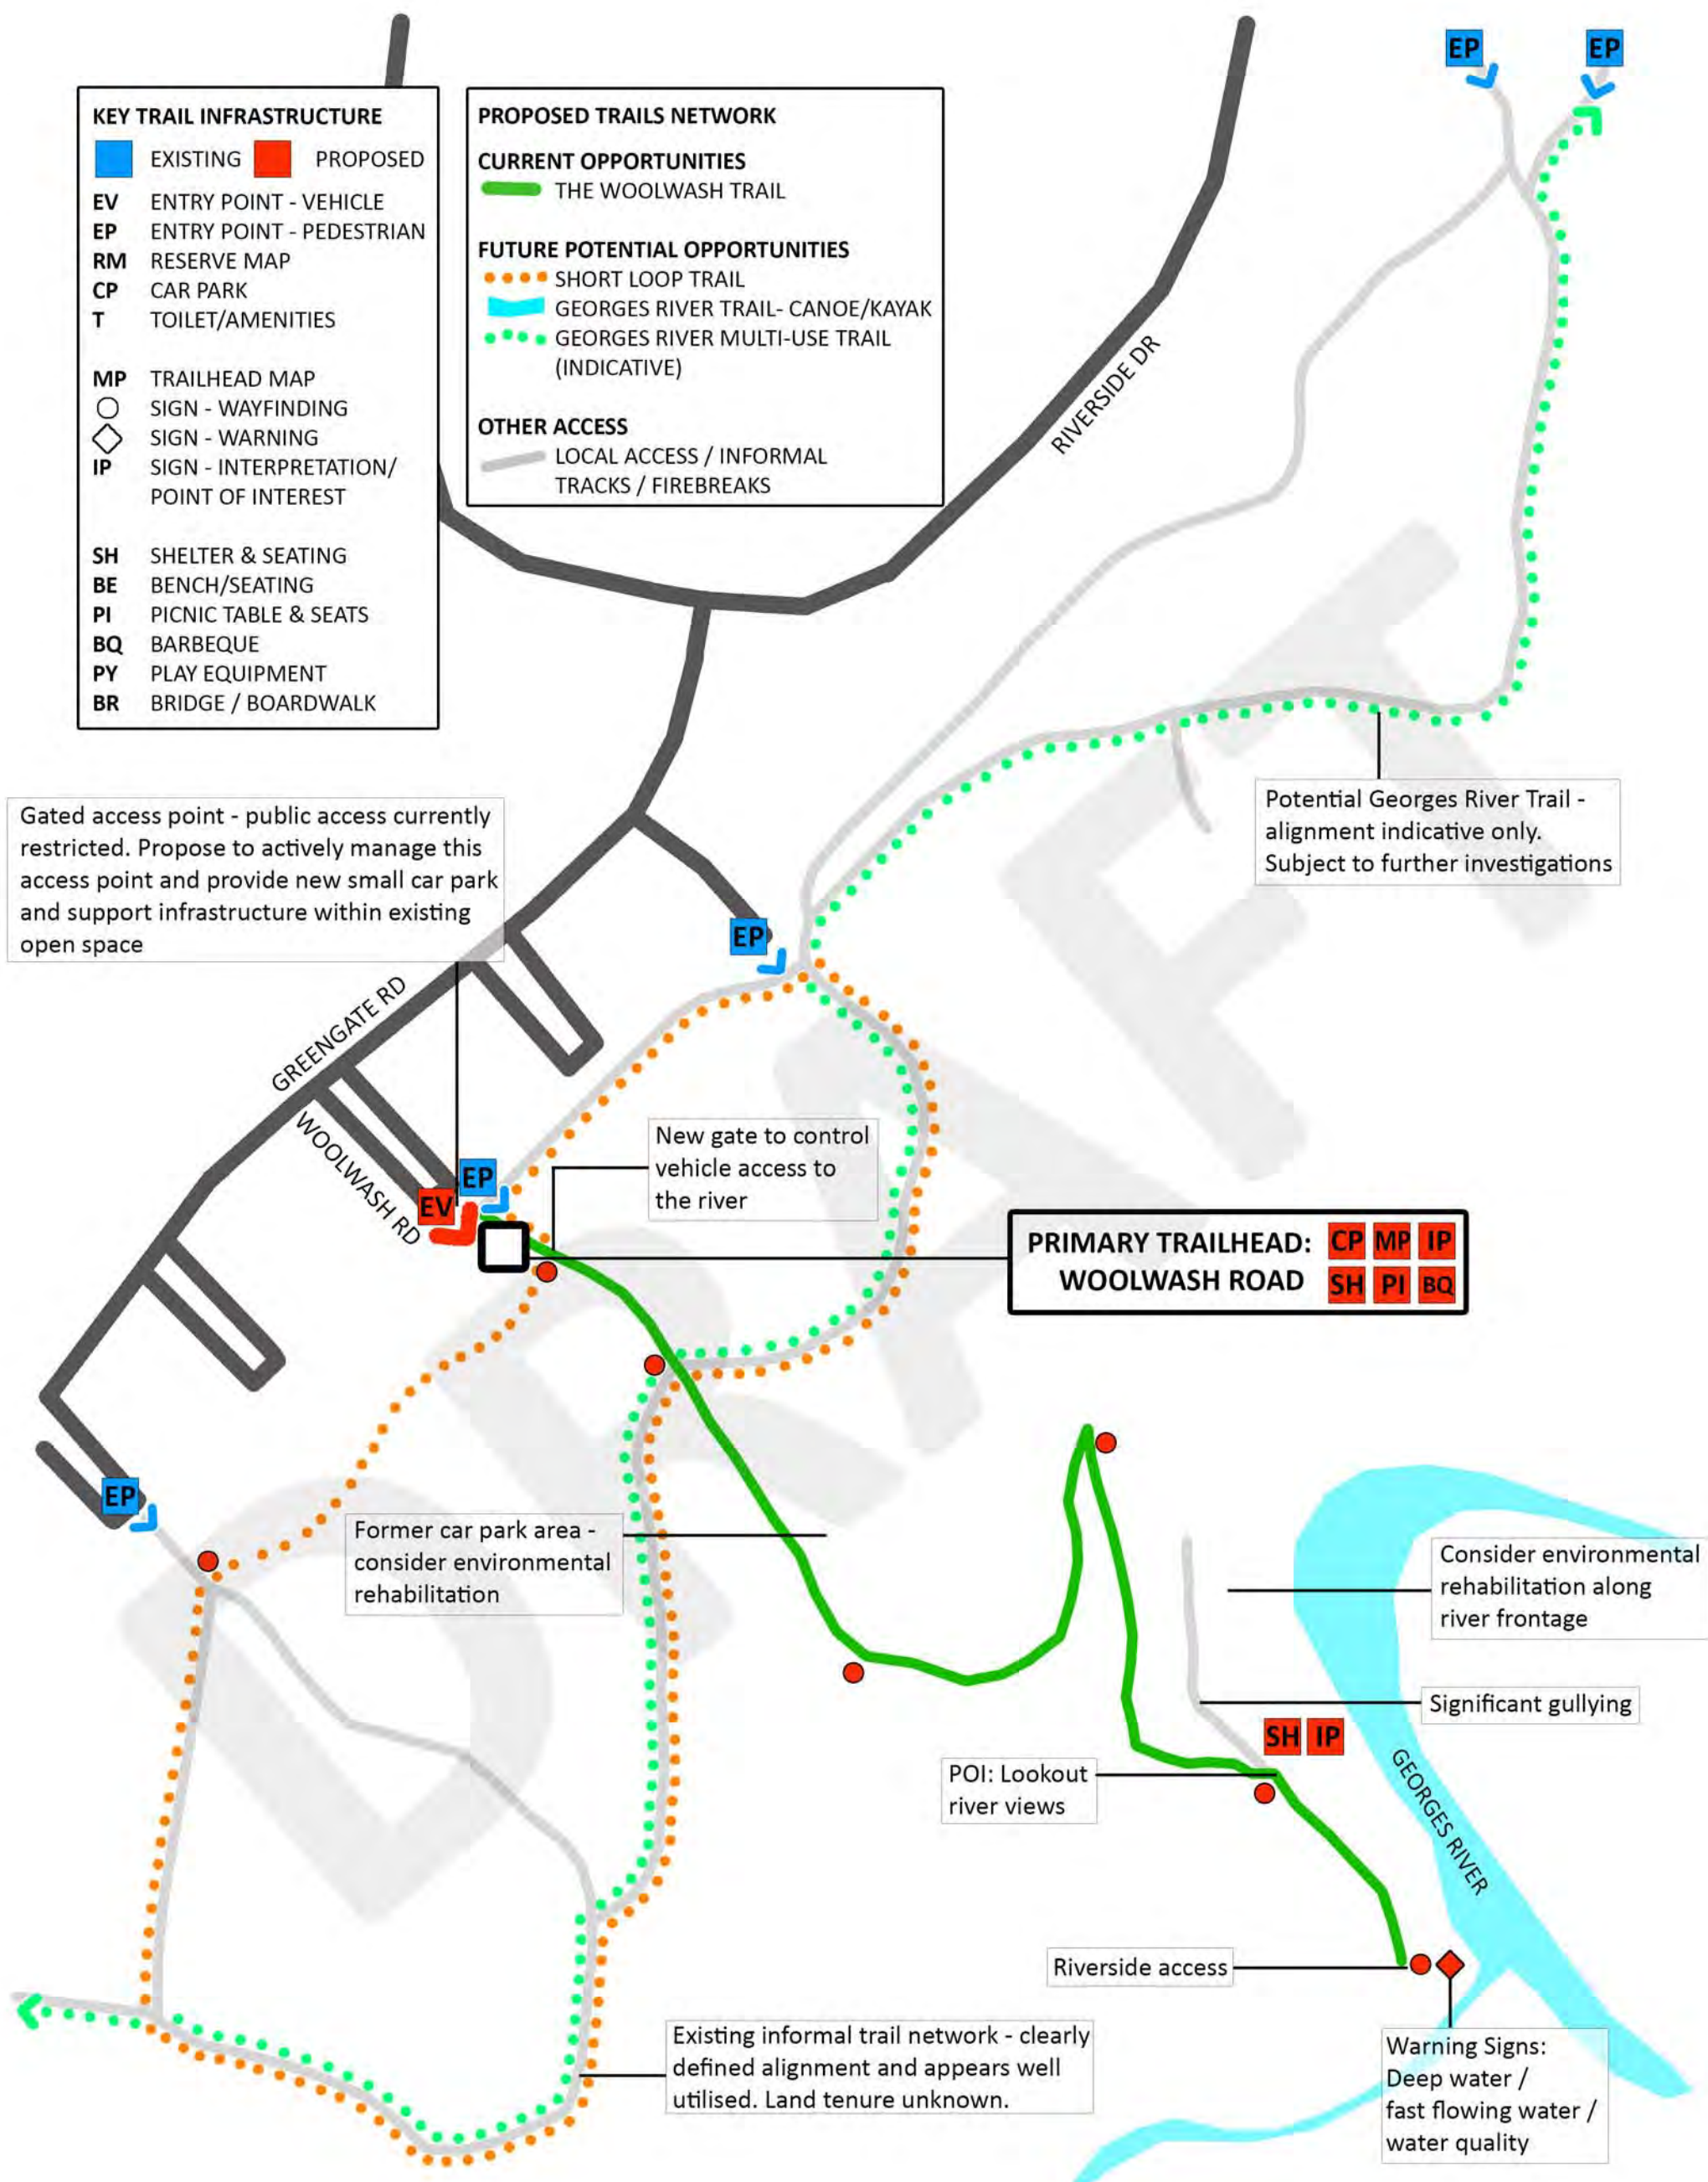 KEY TRAIL INFRASTRUCTURE
EXISTING PROPOSED
EV ENTRY POINT - VEHICLE
EP ENTRY POINT - PEDESTRIAN
RM RESERVE MAP
CP CAR PARK
T TOILET/AMENITIES
MP TRAILHEAD MAP
SIGN - WAYFINDING
SIGN - WARNING
IP SIGN - INTERPRETATION/
POINT OF INTEREST
SH SHELTER & SEATING
BE BENCH/SEATING
PI PICNIC TABLE & SEATS
BQ BARBEQUE
PY PLAY EQUIPMENT
BR BRIDGE / BOARDWALK
PROPOSED TRAILS NETWORK
CURRENT OPPORTUNITIES
THE WOOLWASH TRAIL
FUTURE POTENTIAL OPPORTUNITIES
SHORT LOOP TRAIL
GEORGES RIVER TRAIL- CANOE/KAYAK
GEORGES RIVER MULTI-USE TRAIL
(INDICATIVE)
OTHER ACCESS
LOCAL ACCESS / INFORMAL
TRACKS / FIREBREAKS
EP
EP
RIVERSIDE DR
Potential Georges River Trail -
alignment indicative only.
Subject to further investigations
Gated access point - public access currently
restricted. Propose to actively manage this
access point and provide new small car park
and support infrastructure within existing
open space
EP
GREENGATE RD
WOOLWASH RD
EP
EV
New gate to control
vehicle access to
the river
PRIMARY TRAILHEAD: CP MP IP
WOOLWASH ROAD SH PI BQ
EP
Former car park area -
consider environmental
rehabilitation
Consider environmental
rehabilitation along
river frontage
Significant gullying
SH IP
POI: Lookout
river views
GEORGES RIVER
Riverside access
Warning Signs:
Deep water /
fast flowing water /
water quality
Existing informal trail network - clearly
defined alignment and appears well
utilised. Land tenure unknown.
DRAFT